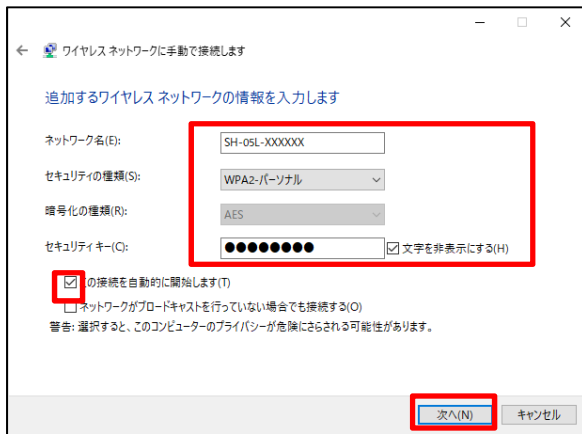 ワイヤレス ネットワークに手動で接続します
追加するワイヤレス ネットワークの情報を入力します
ネットワーク名(E):
SH-05L-XXXXXX
セキュリティの種類(S):
WPA2-パーソナル
暗号化の種類(R):
AES
セキュリティ キー(C):
●●●●●●●●
文字を非表示にする(H)
の接続を自動的に開始します(T)
ネットワークがブロードキャストを行っていない場合でも接続する(O)
警告: 選択すると、このコンピューターのプライバシーが危険にさらされる可能性があります。
次へ(N)
キャンセル